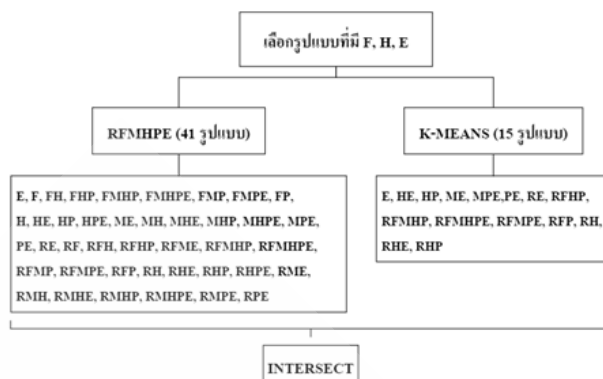 เลือกรูปแบบที่มี F, H, E
RFMHPE (41 รูปแบบ)
K-MEANS (15 รูปแบบ)
E, F, FH, FHP, FMHP, FMHPE, FMP, FMPE, FP,
H, HE, HP, HPE, ME, MH, MHE, MHP, MHPE, MPE,
PE, RE, RF, RFH, RFHP, RFME, RFMHP, RFMHPE,
RFMP, RFMPE, RFP, RH, RHE, RHP, RHPE, RME,
RMH, RMHE, RMHP, RMHPE, RMPE, RPE
E, HE, HP, ME, MPE,PE, RE, RFHP,
RFMHP, RFMHPE, RFMPE, RFP, RH,
RHE, RHP
INTERSECT